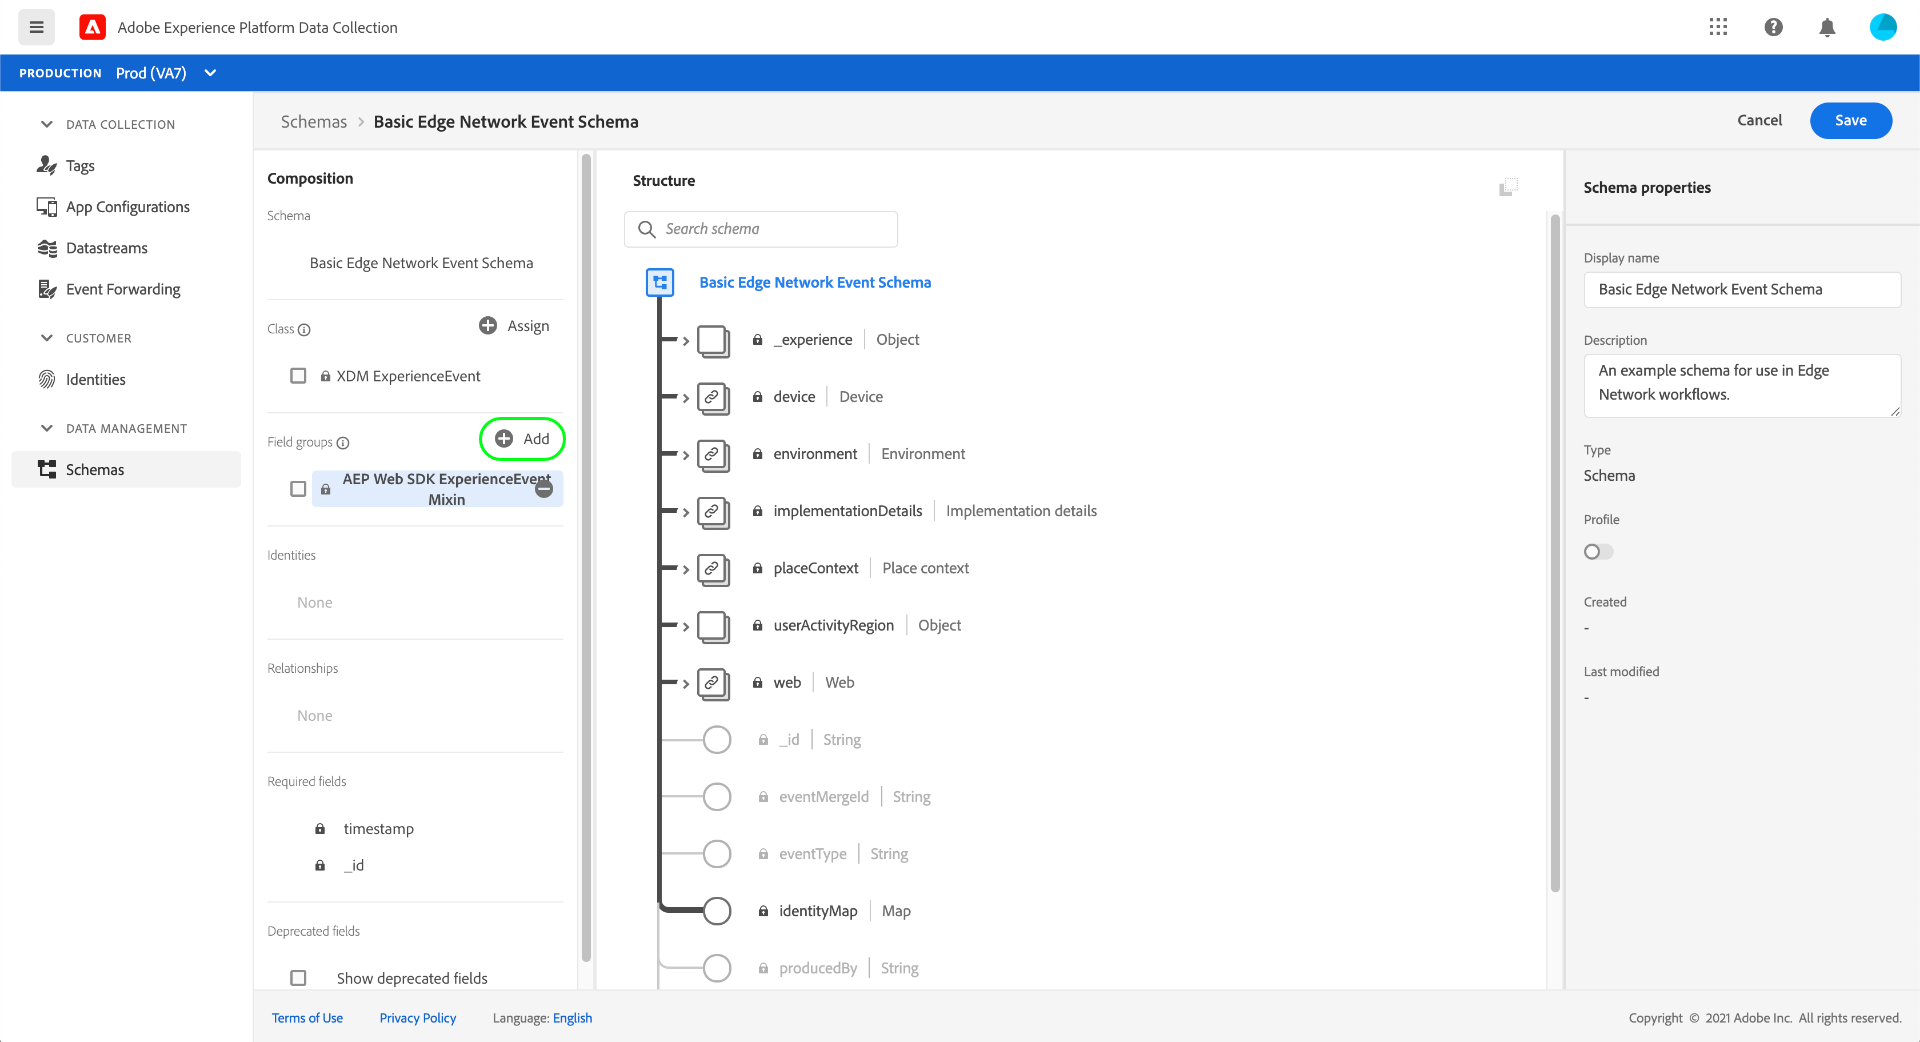 Adobe Experience Platform Data Collection
PRODUCTION Prod (VA7)
DATA COLLECTION
Tags
App Configurations
Datastreams
Event Forwarding
CUSTOMER
Identities
DATA MANAGEMENT
Schemas
Schemas > Basic Edge Network Event Schema
Cancel
Save
Composition
Schema
Basic Edge Network Event Schema
Class
Assign
XDM ExperienceEvent
Field groups
Add
AEP Web SDK ExperienceEvent
Mixin
Identities
None
Relationships
None
Required fields
timestamp
_id
Deprecated fields
Show deprecated fields
Structure
Search schema
Basic Edge Network Event Schema
_experience | Object
device | Device
environment | Environment
implementationDetails | Implementation details
placeContext | Place context
userActivityRegion | Object
web | Web
_id | String
eventMergeId | String
eventType | String
identityMap | Map
producedBy | String
Schema properties
Display name
Basic Edge Network Event Schema
Description
An example schema for use in Edge
Network workflows.
Type
Schema
Profile
Created
-
Last modified
-
Terms of Use
Privacy Policy
Language: English
Copyright © 2021 Adobe Inc. All rights reserved.